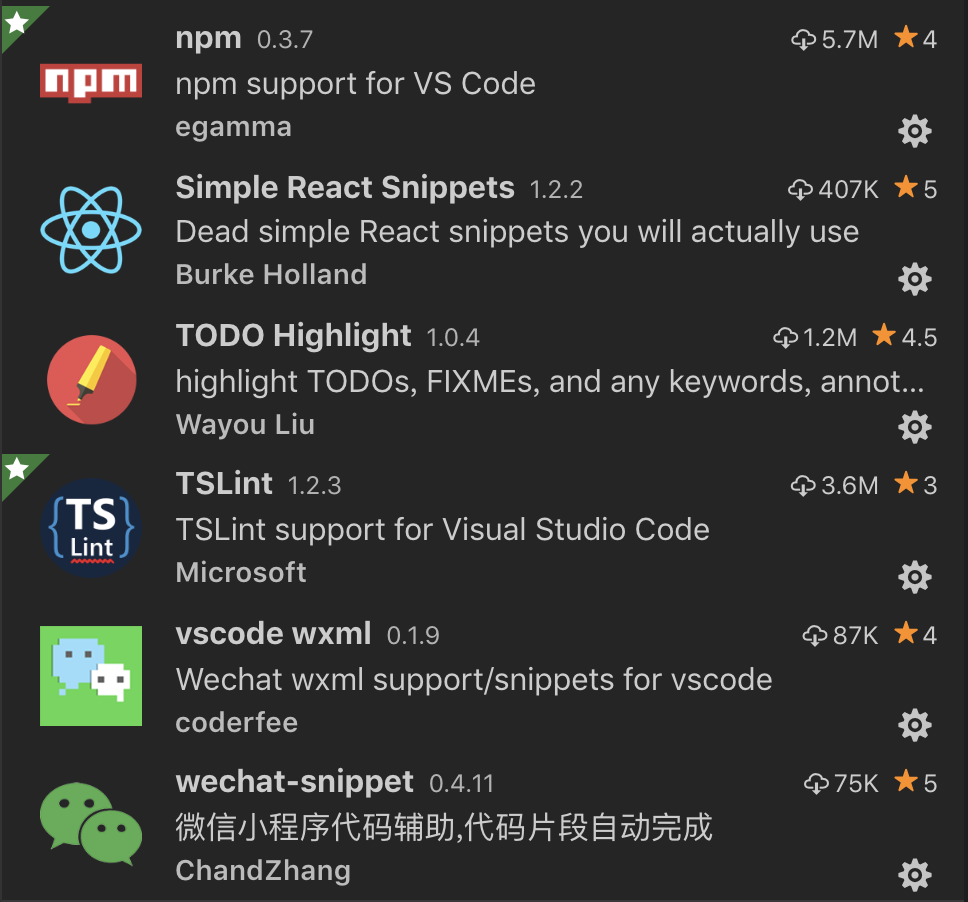 npm 0.3.7 5.7M 4
npm
npm support for VS Code
egamma
Simple React Snippets 1.2.2 407K 5
Dead simple React snippets you will actually use
Burke Holland
TODO Highlight 1.0.4 1.2M 4.5
highlight TODOs, FIXMEs, and any keywords, annot...
Wayou Liu
TSLint 1.2.3 3.6M 3
{TS
Lint}
TSLint support for Visual Studio Code
Microsoft
vscode wxml 0.1.9 87K 4
Wechat wxml support/snippets for vscode
coderfee
wechat-snippet 0.4.11 75K 5
微信小程序代码辅助,代码片段自动完成
ChandZhang